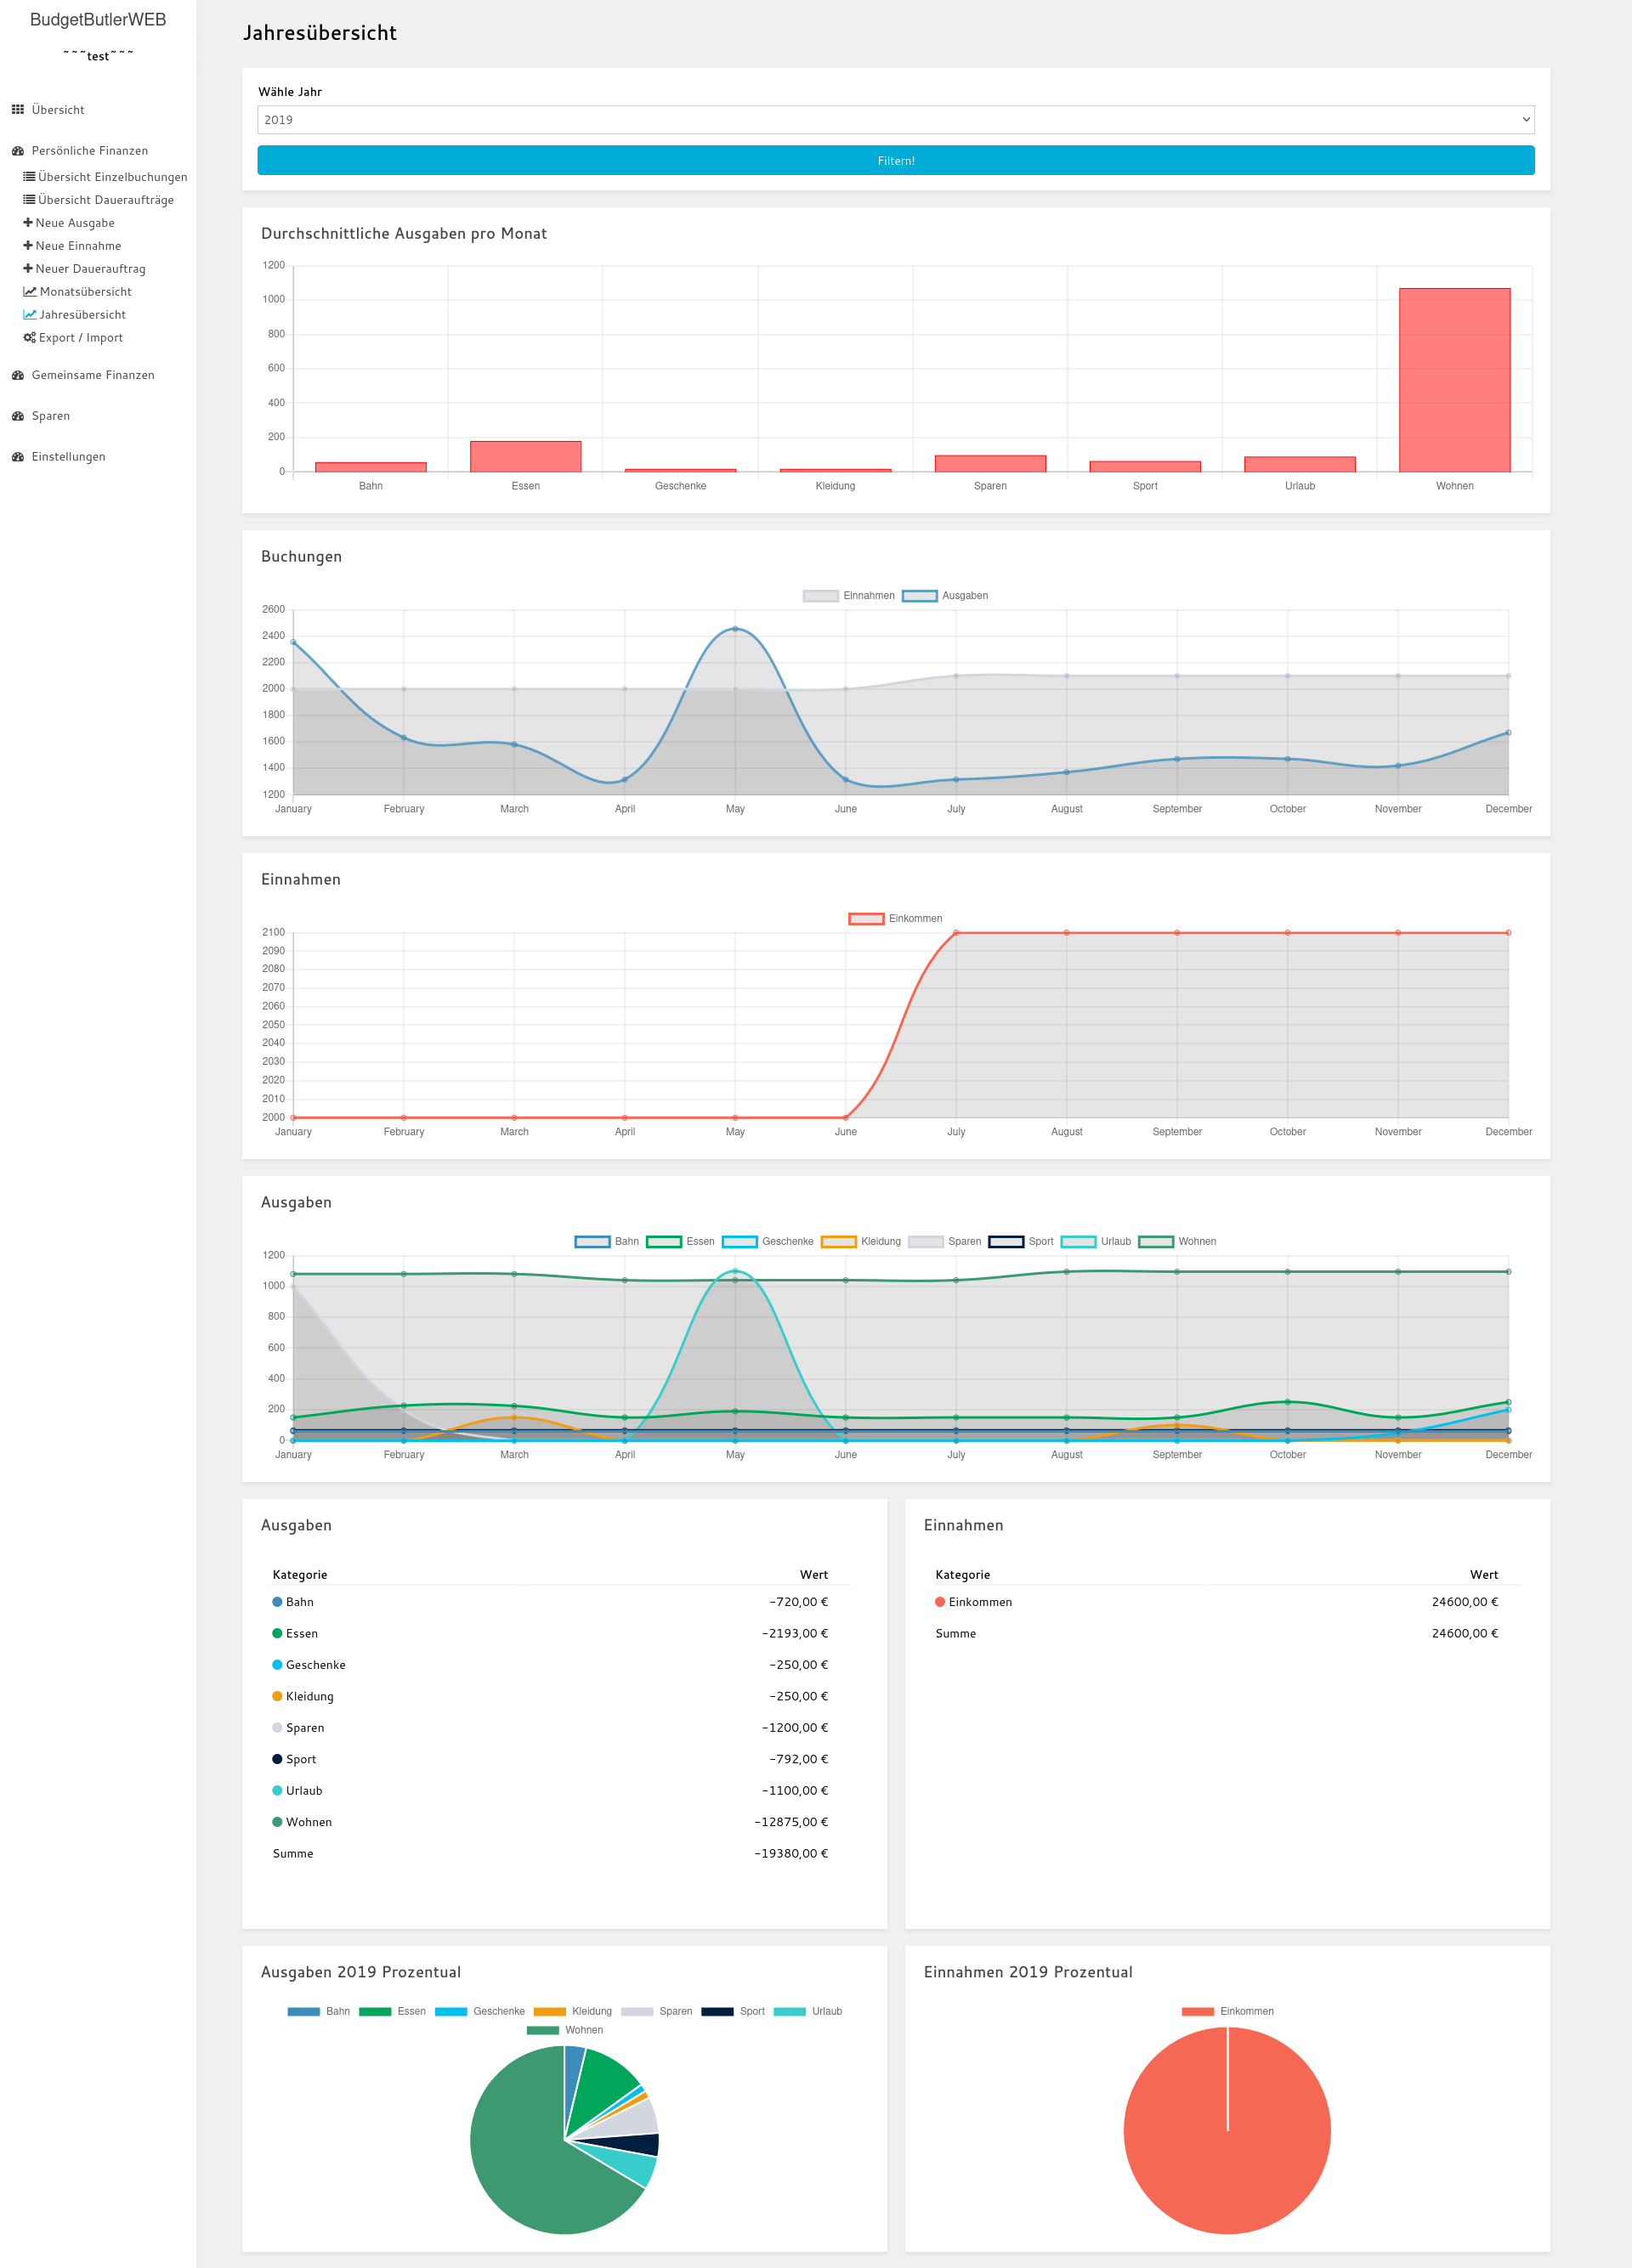 BudgetButlerWEB
~~~test~~~
Übersicht
Persönliche Finanzen
Übersicht Einzelbuchungen
Übersicht Daueraufträge
Neue Ausgabe
Neue Einnahme
Neuer Dauerauftrag
Monatsübersicht
Jahresübersicht
Export / Import
Gemeinsame Finanzen
Sparen
Einstellungen
Jahresübersicht
Wähle Jahr
2019
Filtern!
Durchschnittliche Ausgaben pro Monat
1200
1000
800
600
400
200
0
Bahn Essen Geschenke Kleidung Sparen Sport Urlaub Wohnen
Buchungen
Einnahmen Ausgaben
2600
2400
2200
2000
1800
1600
1400
1200
January February March April May June July August September October November December
Einnahmen
Einkommen
2100
2090
2080
2070
2060
2050
2040
2030
2020
2010
2000
January February March April May June July August September October November December
Ausgaben
Bahn Essen Geschenke Kleidung Sparen Sport Urlaub Wohnen
1200
1000
800
600
400
200
0
January February March April May June July August September October November December
Ausgaben
Kategorie Wert
Bahn -720,00 €
Essen -2193,00 €
Geschenke -250,00 €
Kleidung -250,00 €
Sparen -1200,00 €
Sport -792,00 €
Urlaub -1100,00 €
Wohnen -12875,00 €
Summe -19380,00 €
Einnahmen
Kategorie Wert
Einkommen 24600,00 €
Summe 24600,00 €
Ausgaben 2019 Prozentual
Bahn Essen Geschenke Kleidung Sparen Sport Urlaub
Wohnen
Einnahmen 2019 Prozentual
Einkommen